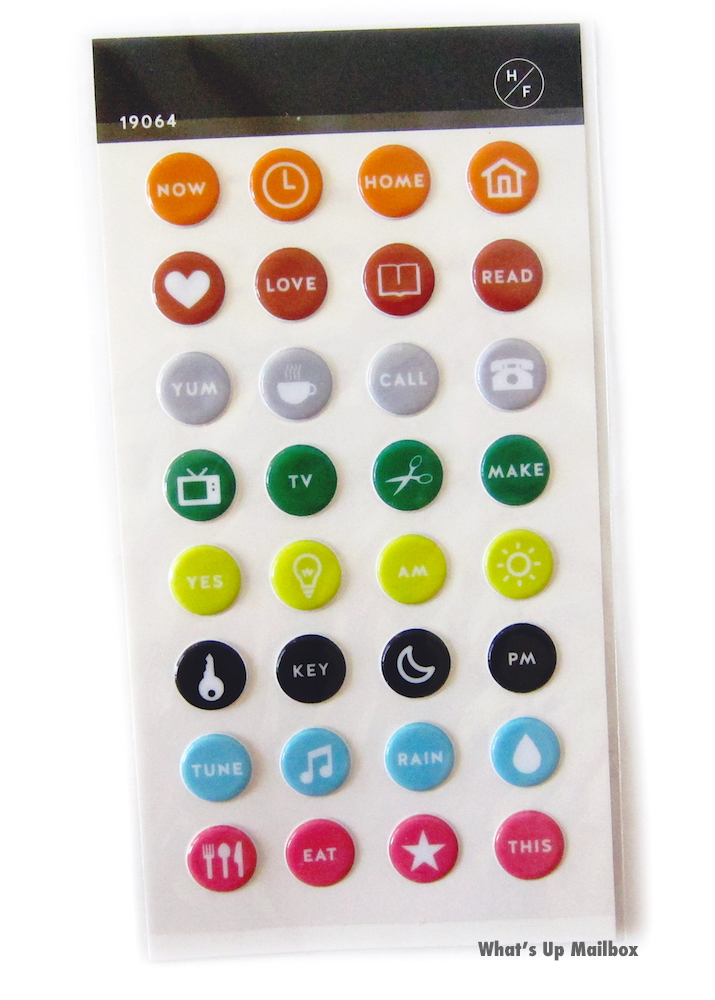 H
F
19064
NOW HOME
LOVE READ
YUM CALL
TV MAKE
YES AM
KEY PM
TUNE RAIN
EAT THIS
What's Up Mailbox